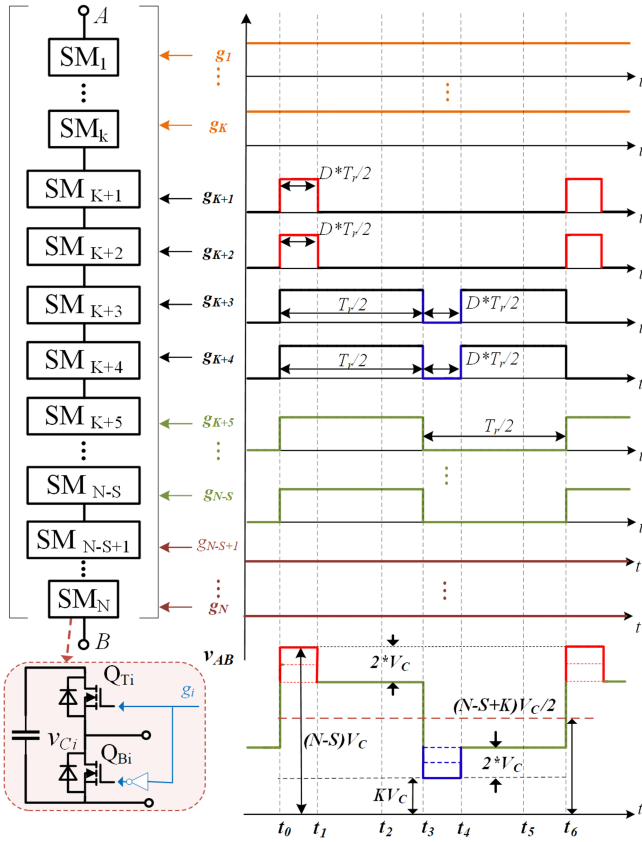 A
SM1
g1
t
SMk
gK
t
SM K+1
gK+1
D*Tr/2
t
SM K+2
gK+2
D*Tr/2
t
SM K+3
gK+3
Tr/2
D*Tr/2
t
SM K+4
gK+4
Tr/2
D*Tr/2
t
SM K+5
gK+5
Tr/2
t
SM N-S
gN-S
t
SM N-S+1
gN-S+1
t
SMN
gN
t
B
vAB
2*VC
(N-S)VC
(N-S+K)VC/2
2*VC
KVC
t
t0
t1
t2
t3
t4
t5
t6
QTi
gi
vCi
QBi